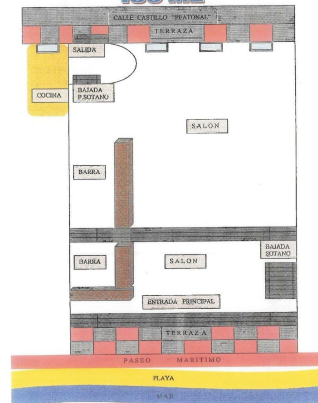 CALLE CASTILLO "PEATONAL"
TERRAZA
SALIDA
COCINA
BAJADA
P.SOTANO
SALON
BARRA
BARRA
SALON
BAJADA
SOTANO
ENTRADA PRINCIPAL
TERRAZA
PASEO MARITIMO
PLAYA
MAR